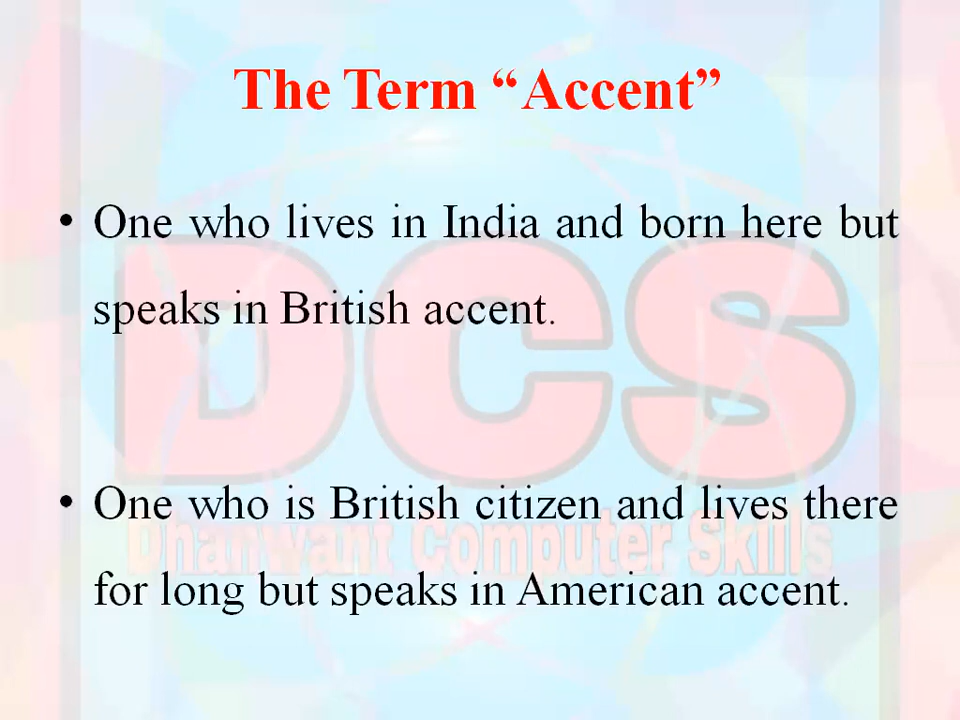 The Term “Accent”
• One who lives in India and born here but
speaks in British accent.
DCS
• One who is British citizen and lives there
Dhanwant Computer Skills
for long but speaks in American accent.